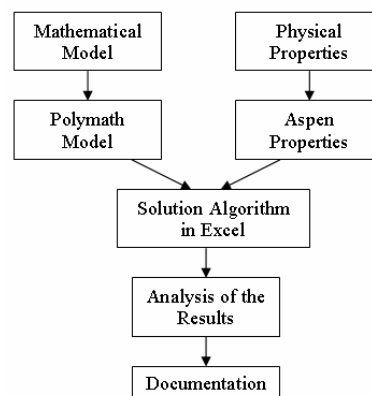 Mathematical
Model
Physical
Properties
Polymath
Model
Aspen
Properties
Solution Algorithm
in Excel
Analysis of the
Results
Documentation